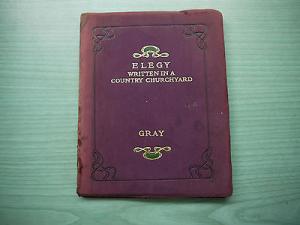 ELEGY
WRITTEN IN A
COUNTRY CHURCHYARD
GRAY